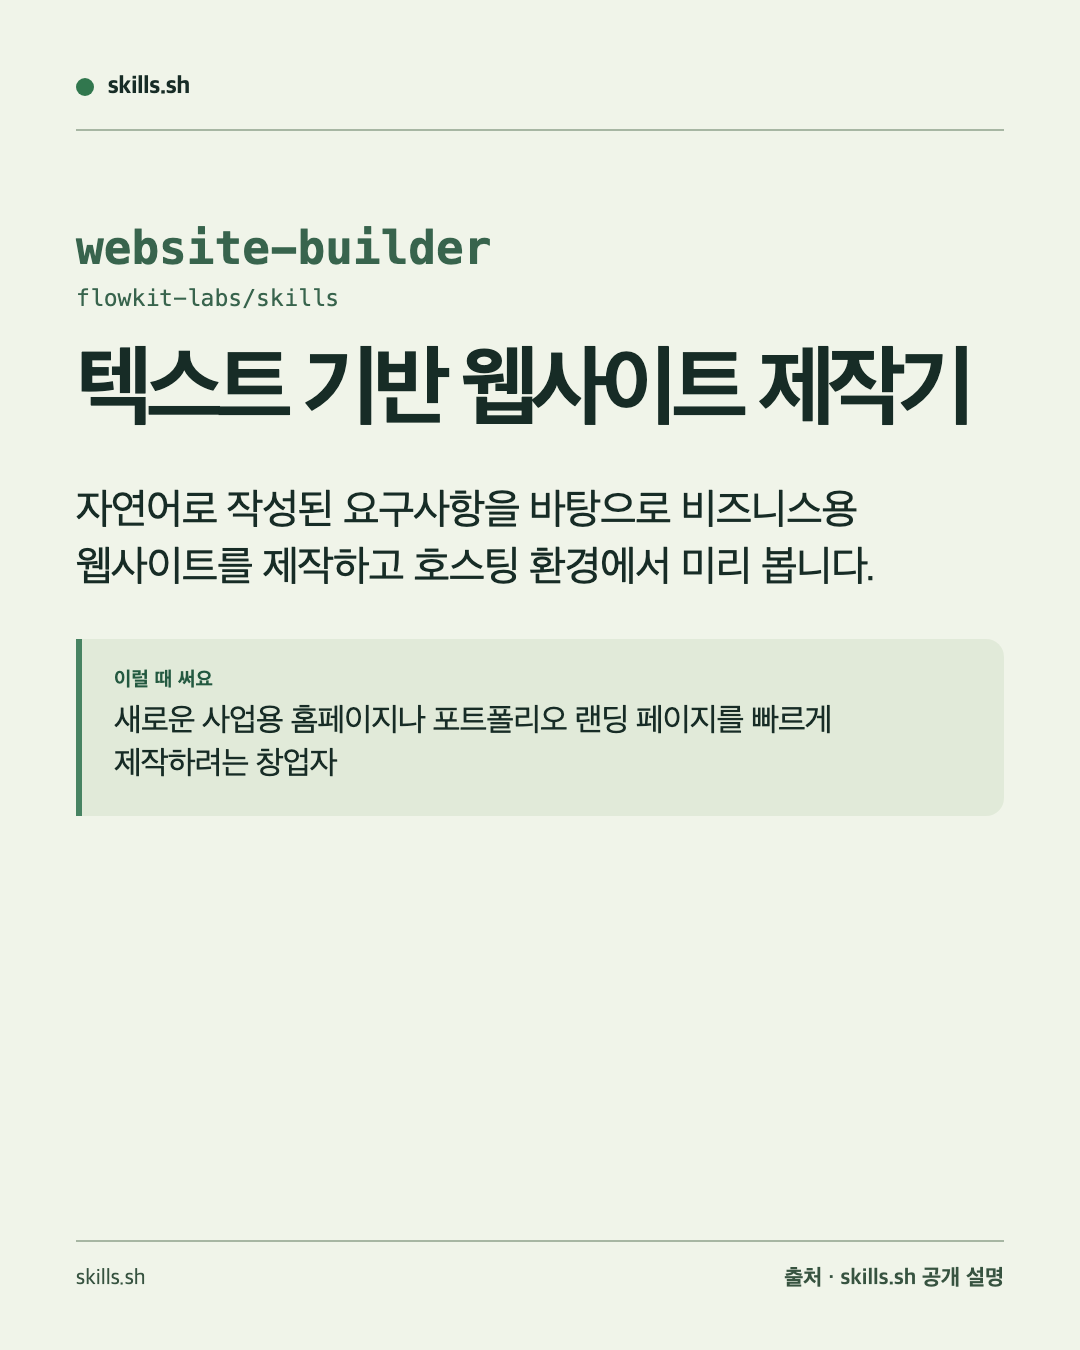 skills.sh
website-builder
flowkit-labs/skills
텍스트 기반 웹사이트 제작기
자연어로 작성된 요구사항을 바탕으로 비즈니스용
웹사이트를 제작하고 호스팅 환경에서 미리 봅니다.
이럴 때 써요
새로운 사업용 홈페이지나 포트폴리오 랜딩 페이지를 빠르게
제작하려는 창업자
skills.sh
출처 · skills.sh 공개 설명